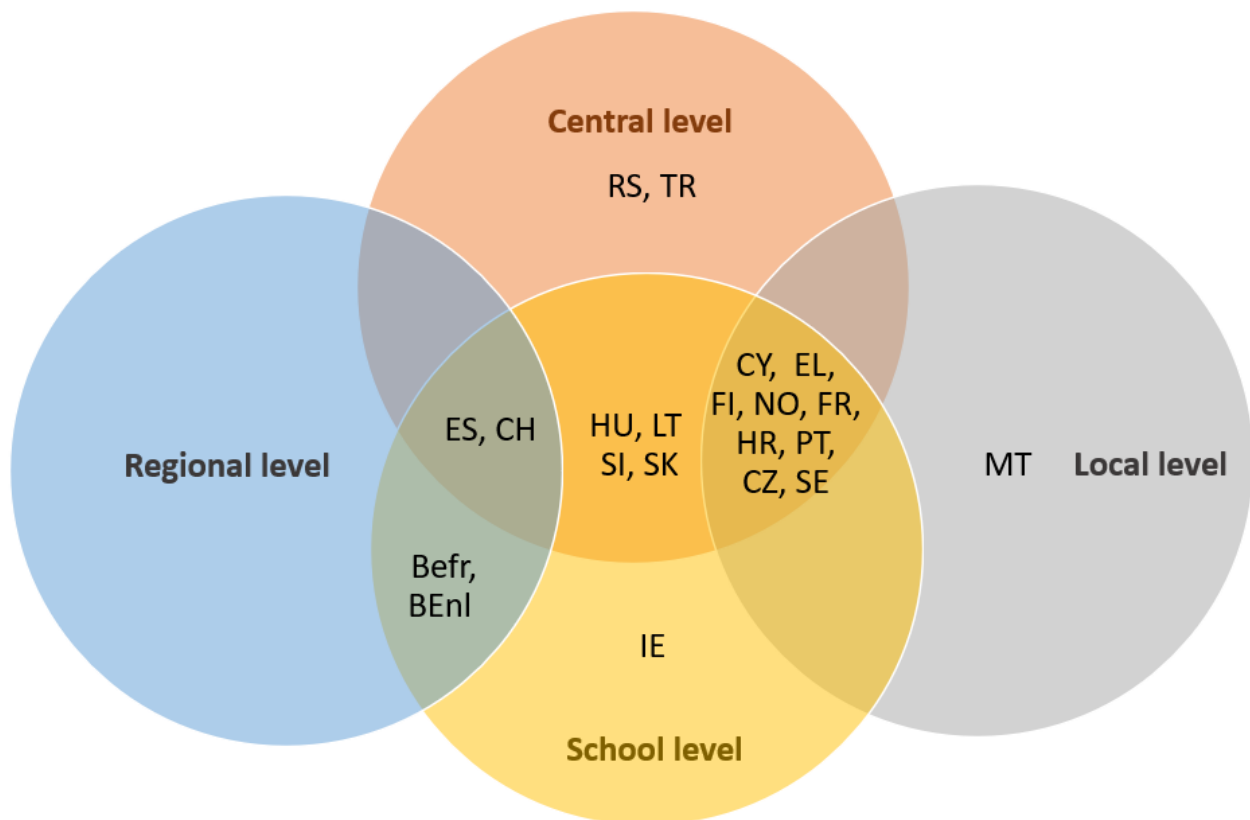 Central level
RS, TR
CY, EL,
FI, NO, FR,
HR, PT,
CZ, SE
ES, CH
HU, LT
SI, SK
Regional level
MT
Local level
Befr,
BEnl
IE
School level